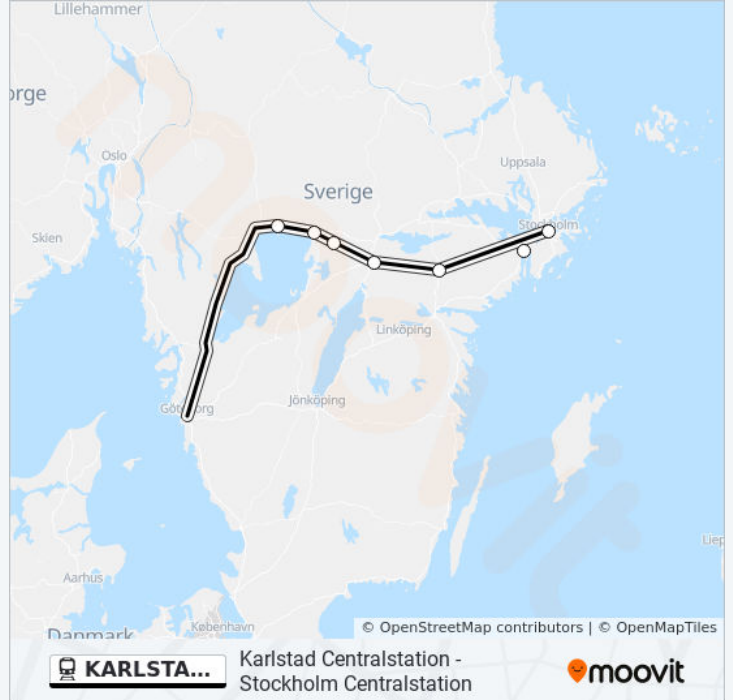 Lillehammer
orge
Oslo
Uppsala
Sverige
Skien
Stockholm
Linköping
Göteborg
Jönköping
Aarhus
København
Danmark
Liep
© OpenStreetMap contributors | © OpenMapTiles
KARLSTA...
Karlstad Centralstation -
Stockholm Centralstation
moovit